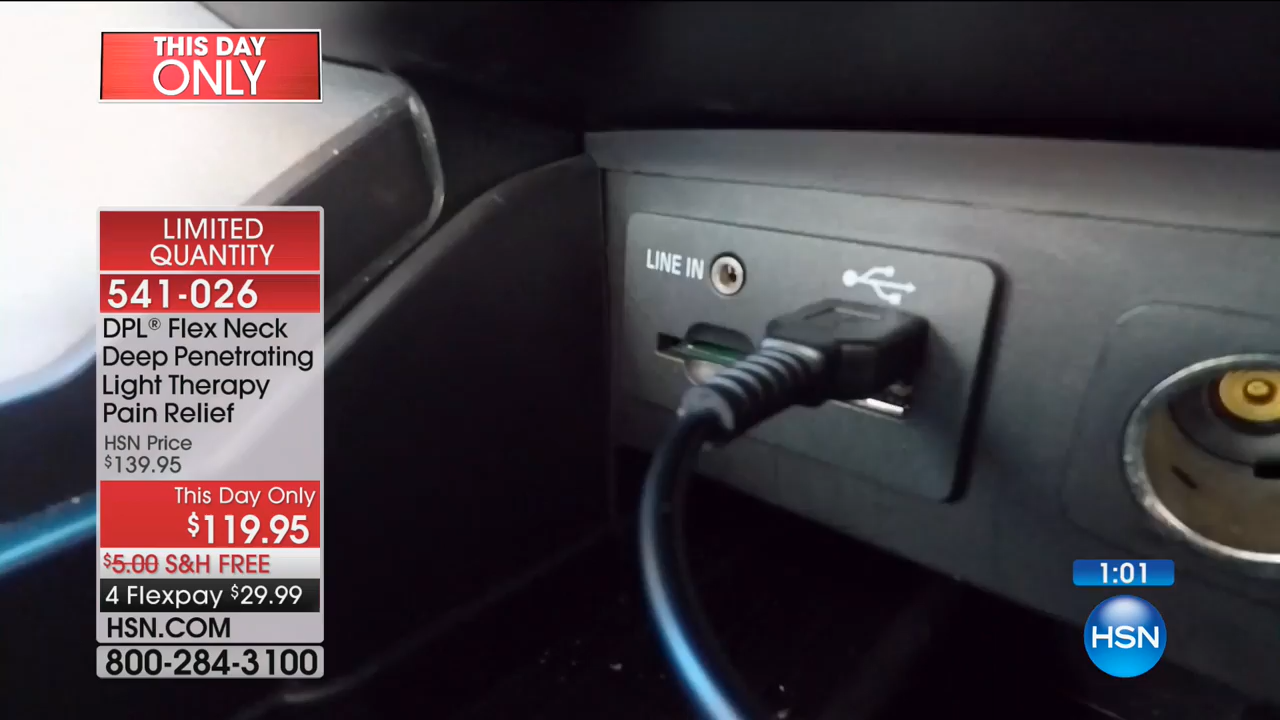 THIS DAY
ONLY
LIMITED
QUANTITY
541-026
DPL® Flex Neck
Deep Penetrating
Light Therapy
Pain Relief
HSN Price
$139.95
This Day Only
$119.95
$5.00 S&H FREE
4 Flexpay $29.99
HSN.COM
800-284-3100
LINE IN
1:01
HSN